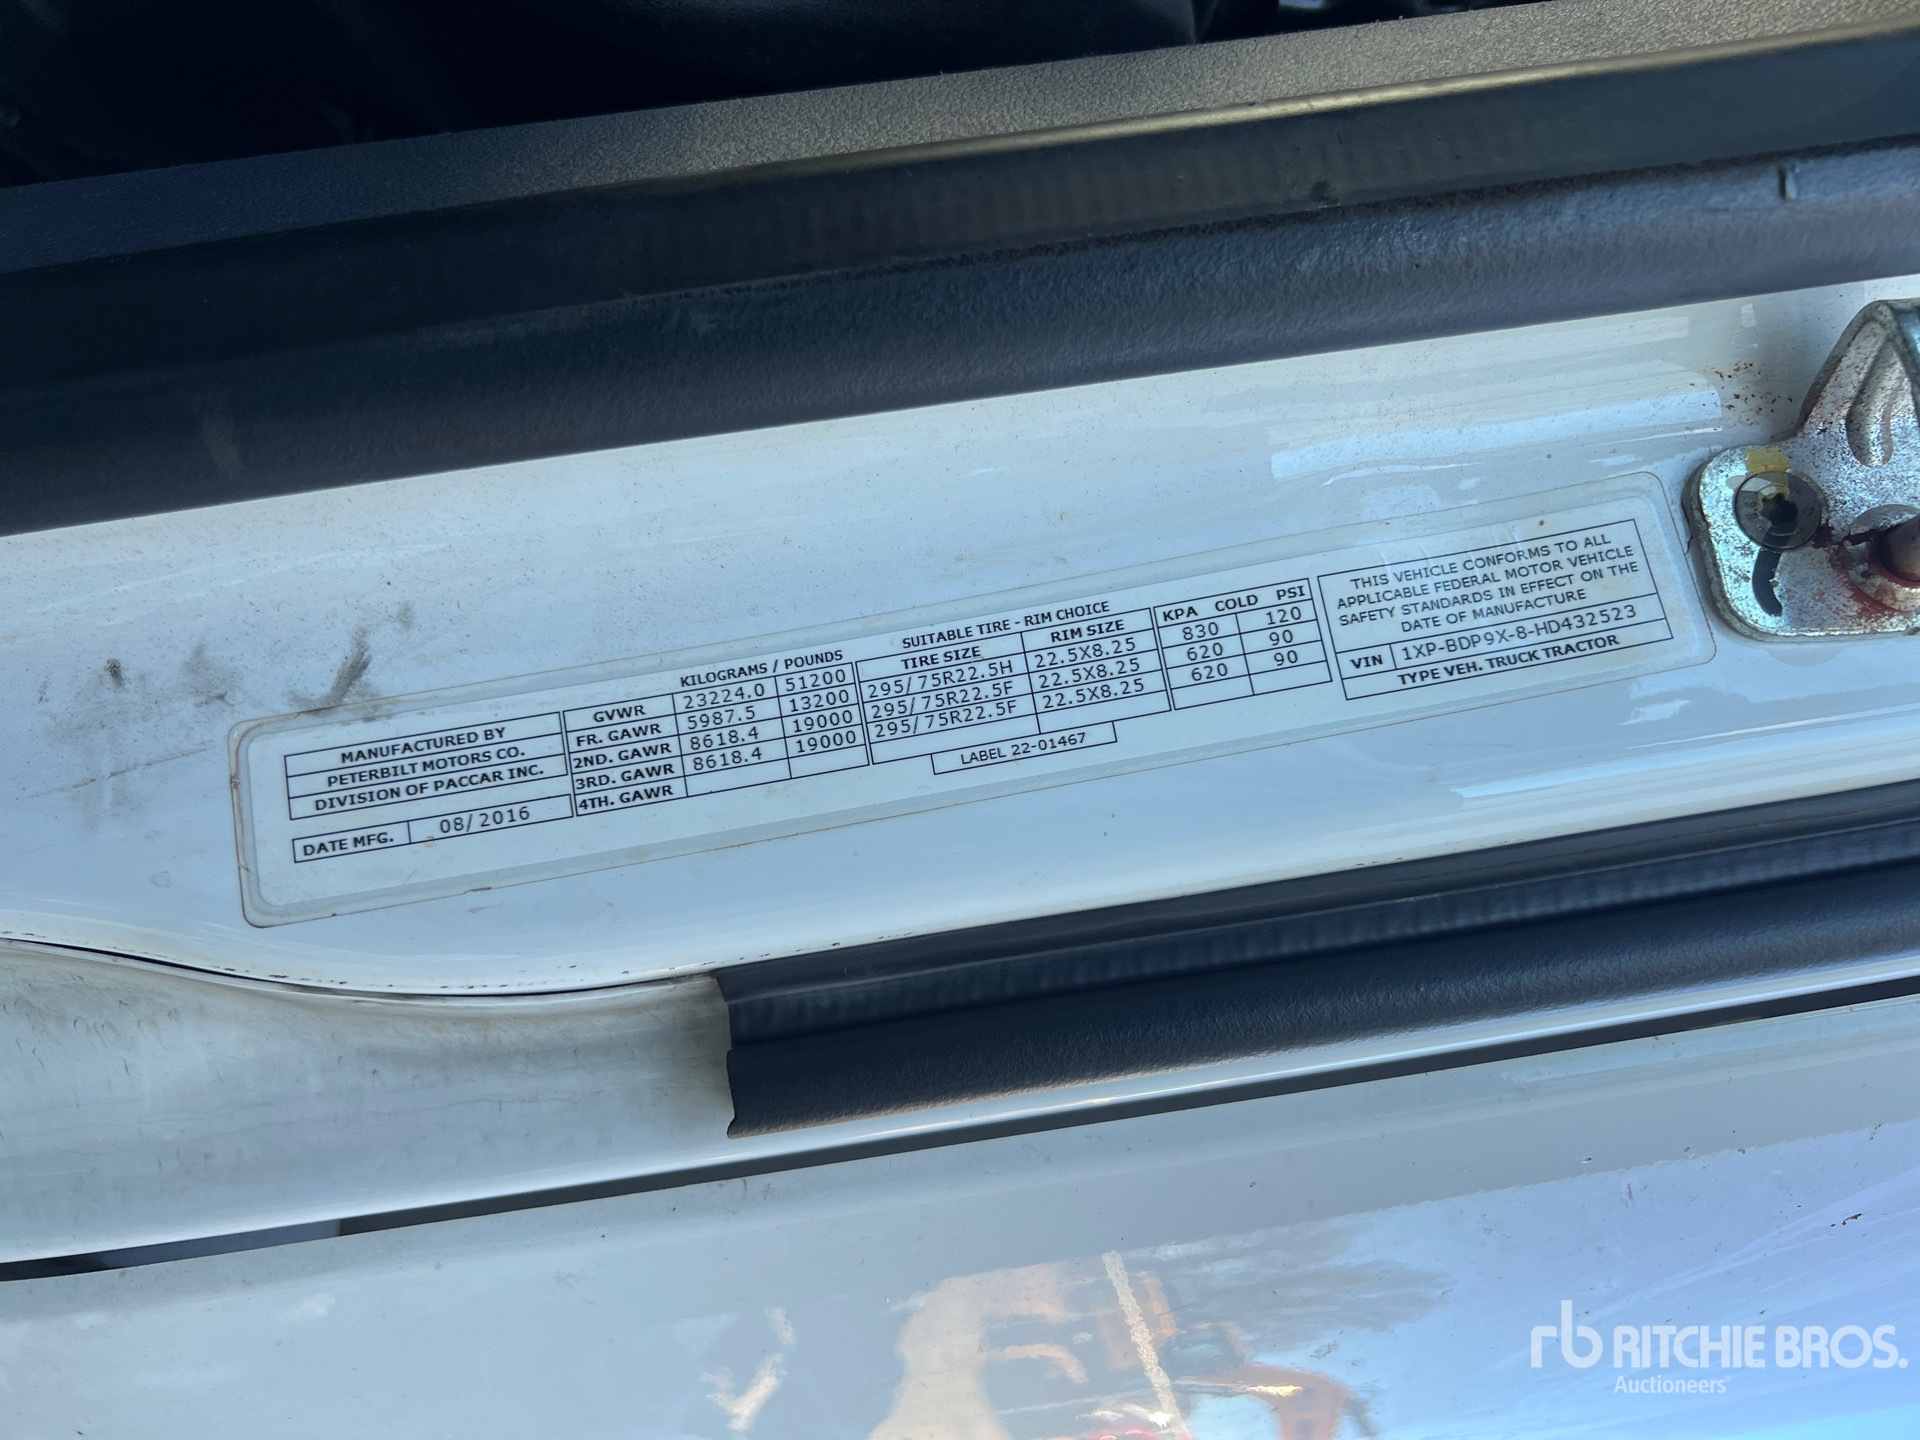 MANUFACTURED BY
PETERBILT MOTORS CO.
DIVISION OF PACCAR INC.
DATE MFG. 08/2016
KILOGRAMS / POUNDS
GVWR 23224.0 51200
FR. GAWR 5987.5 13200
2ND. GAWR 8618.4 19000
3RD. GAWR 8618.4 19000
4TH. GAWR
SUITABLE TIRE - RIM CHOICE
TIRE SIZE RIM SIZE
295/75R22.5H 22.5X8.25
295/75R22.5F 22.5X8.25
295/75R22.5F 22.5X8.25
LABEL 22-01467
KPA COLD PSI
830 120
620 90
620 90
THIS VEHICLE CONFORMS TO ALL
APPLICABLE FEDERAL MOTOR VEHICLE
SAFETY STANDARDS IN EFFECT ON THE
DATE OF MANUFACTURE
VIN 1XP-BDP9X-8-HD432523
TYPE VEH. TRUCK TRACTOR
rb RITCHIE BROS.
Auctioneers